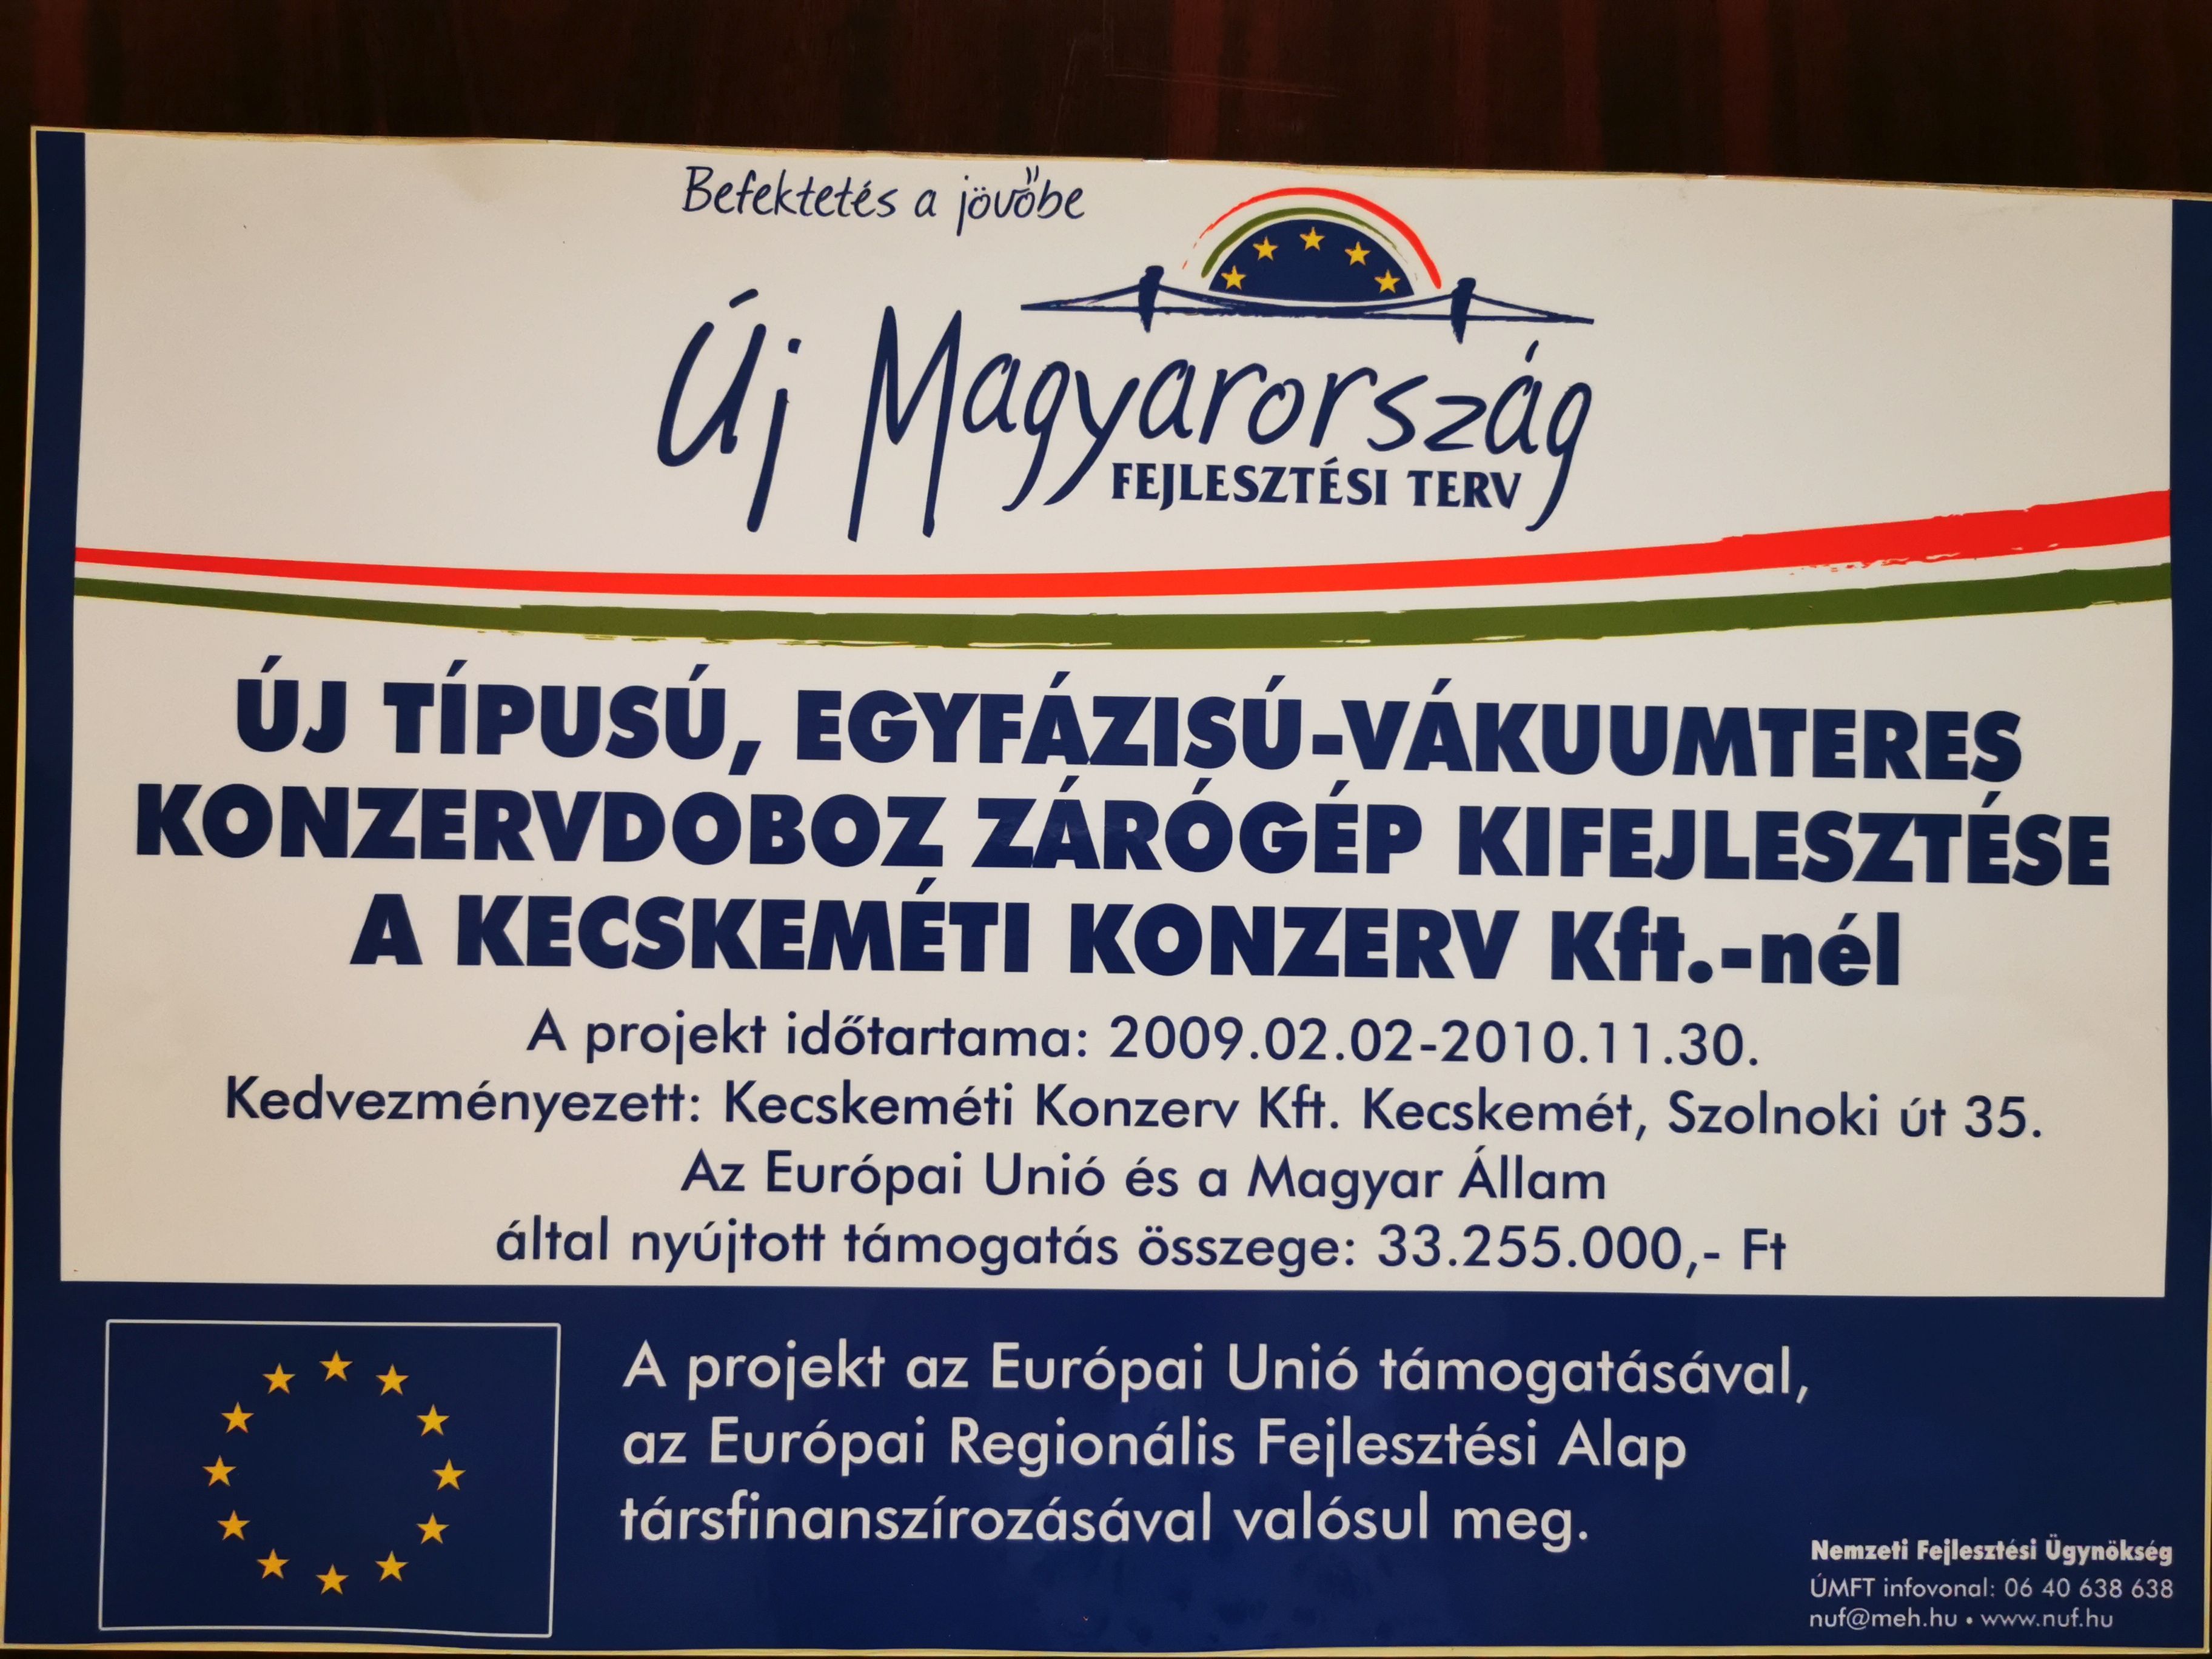 Befektetés a jövőbe
Új Magyarország
FEJLESZTÉSI TERV
ÚJ TÍPUSÚ, EGYFÁZISÚ-VÁKUUMTERES
KONZERVDOBOZ ZÁRÓGÉP KIFEJLESZTÉSE
A KECSKEMÉTI KONZERV Kft.-nél
A projekt időtartama: 2009.02.02-2010.11.30.
Kedvezményezett: Kecskeméti Konzerv Kft. Kecskemét, Szolnoki út 35.
Az Európai Unió és a Magyar Állam
által nyújtott támogatás összege: 33.255.000,- Ft
A projekt az Európai Unió támogatásával,
az Európai Regionális Fejlesztési Alap
társfinanszírozásával valósul meg.
Nemzeti Fejlesztési Ügynökség
ÚMFT infovonal: 06 40 638 638
nuf@meh.hu • www.nuf.hu